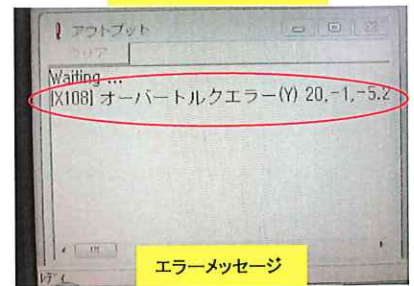 アウトプット
クリア
Waiting ...
[X108] オーバートルクエラー(Y) 20,-1,-5.2
エラーメッセージ